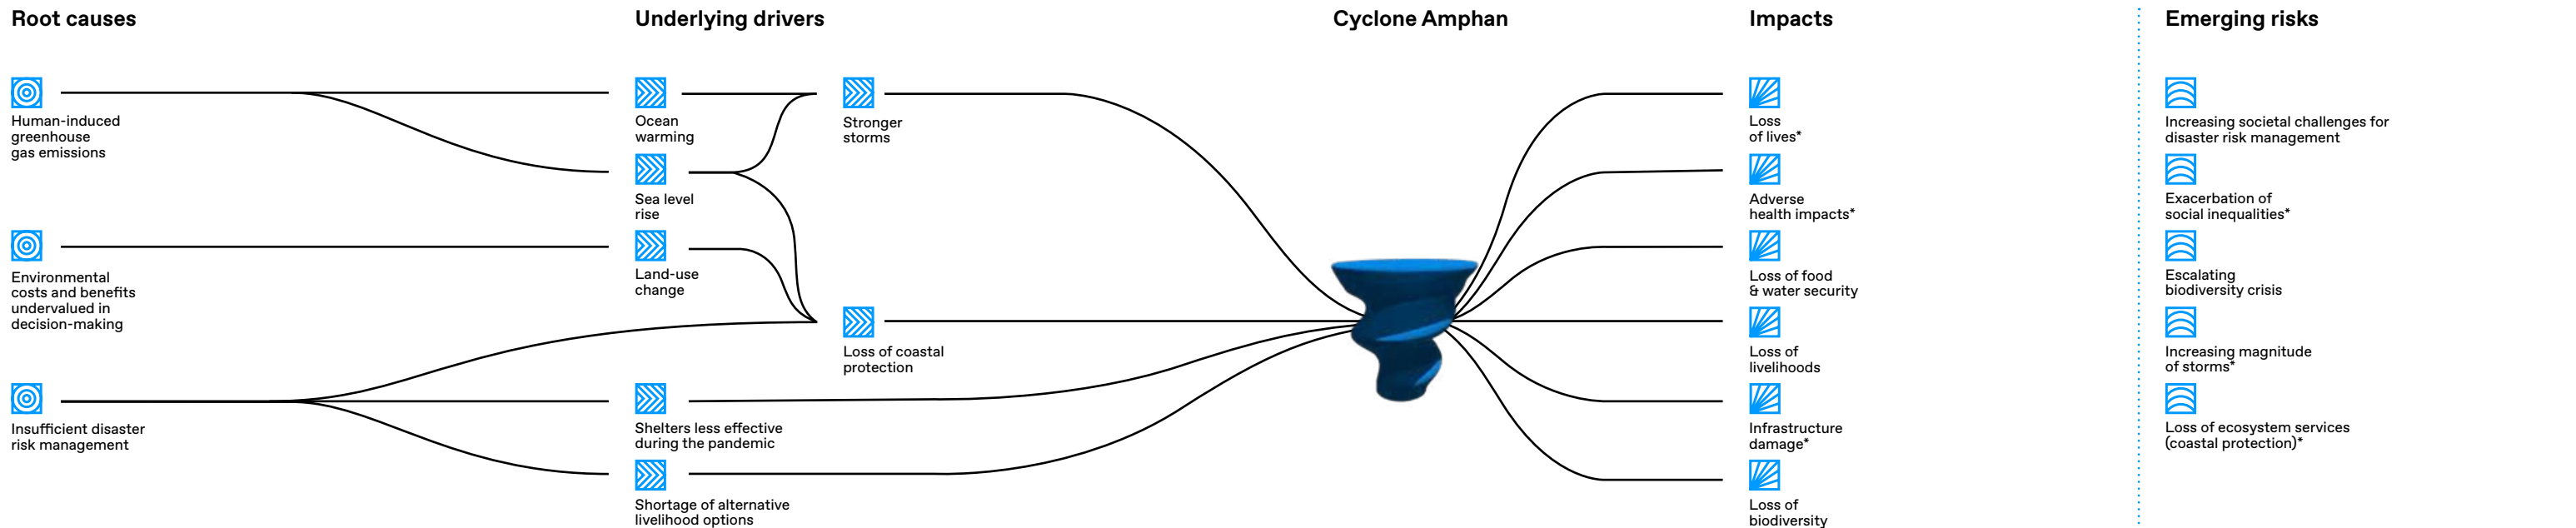 Root causes
Underlying drivers
Cyclone Amphan
Impacts
Emerging risks
Human-induced
greenhouse
gas emissions
Environmental
costs and benefits
undervalued in
decision-making
Insufficient disaster
risk management
Ocean
warming
Sea level
rise
Land-use
change
Shelters less effective
during the pandemic
Shortage of alternative
livelihood options
Stronger
storms
Loss of coastal
protection
Loss
of lives*
Adverse
health impacts*
Loss of food
& water security
Loss of
livelihoods
Infrastructure
damage*
Loss of
biodiversity
Increasing societal challenges for
disaster risk management
Exacerbation of
social inequalities*
Escalating
biodiversity crisis
Increasing magnitude
of storms*
Loss of ecosystem services
(coastal protection)*